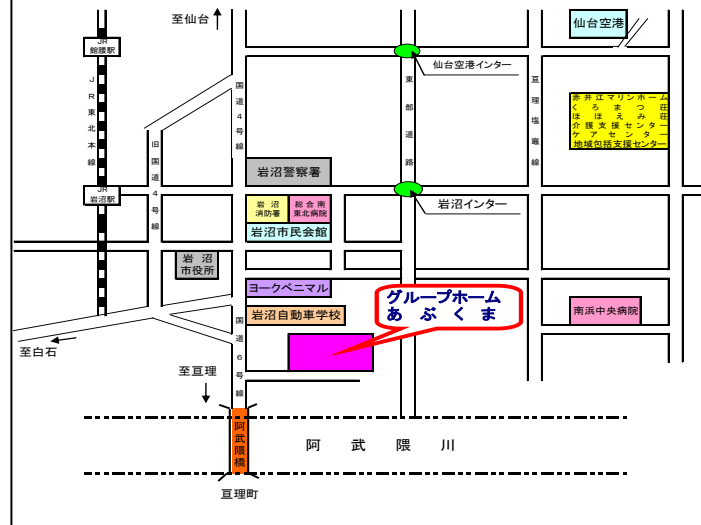 至仙台
仙台空港
JR
館腰駅
仙台空港インター
JR東北本線
国道4号線
東部道路
亘理塩竈線
赤井江マリンホーム
くろまつ荘
ほほえみ荘
介護支援センター
ケアセンター
地域包括支援センター
旧国道4号線
岩沼警察署
JR
岩沼駅
岩沼
消防署
総合南
東北病院
岩沼インター
岩沼市民会館
岩沼
市役所
ヨークベニマル
グループホーム
あぶくま
岩沼自動車学校
南浜中央病院
国道6号線
至白石
至亘理
阿武隈橋
阿武隈川
亘理町